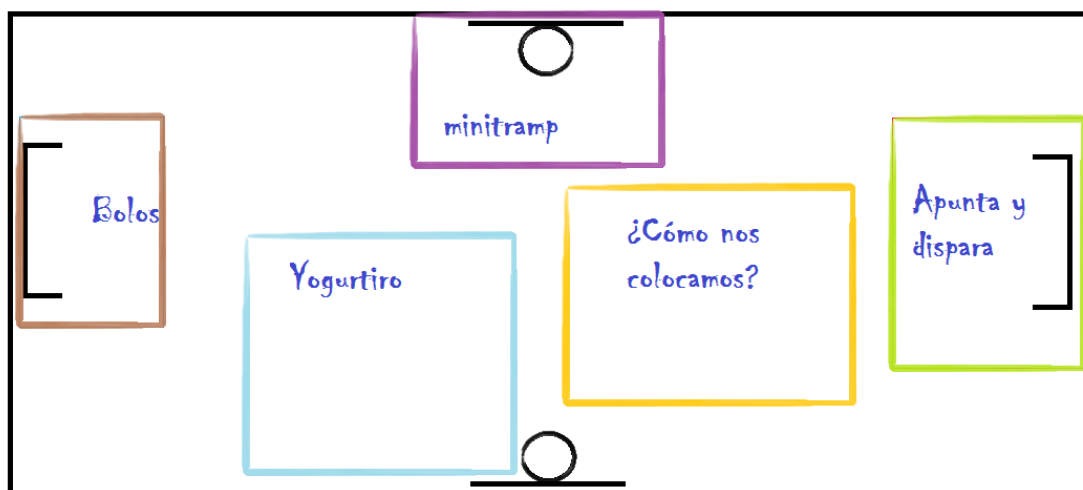 minitramp
Bolos
Yogurtiro
¿Cómo nos
colocamos?
Apunta y
dispara